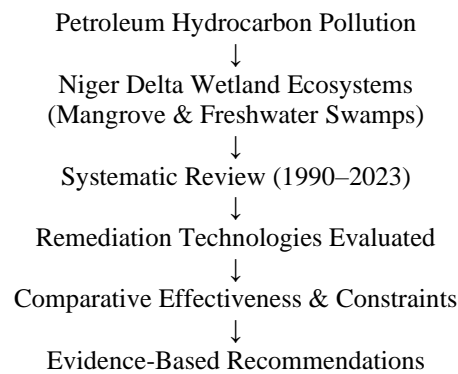 Petroleum Hydrocarbon Pollution
↓
Niger Delta Wetland Ecosystems
(Mangrove & Freshwater Swamps)
↓
Systematic Review (1990–2023)
↓
Remediation Technologies Evaluated
↓
Comparative Effectiveness & Constraints
↓
Evidence-Based Recommendations